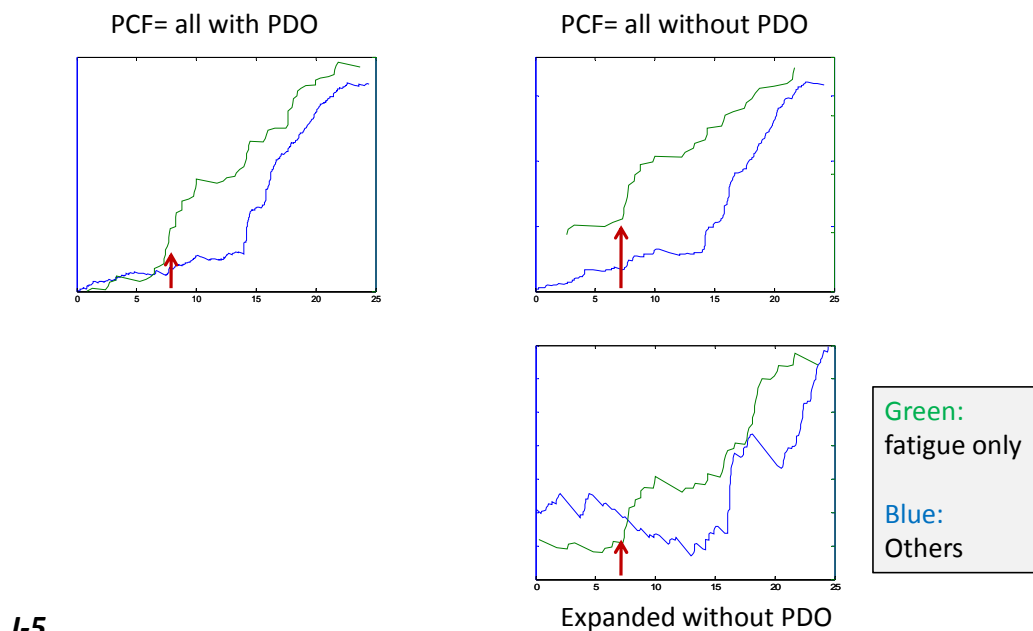 PCF= all with PDO
PCF= all without PDO
0 5 10 15 20 25
0 5 10 15 20 25
0 5 10 15 20 25
Green:
fatigue only
Blue:
Others
Expanded without PDO
I-5